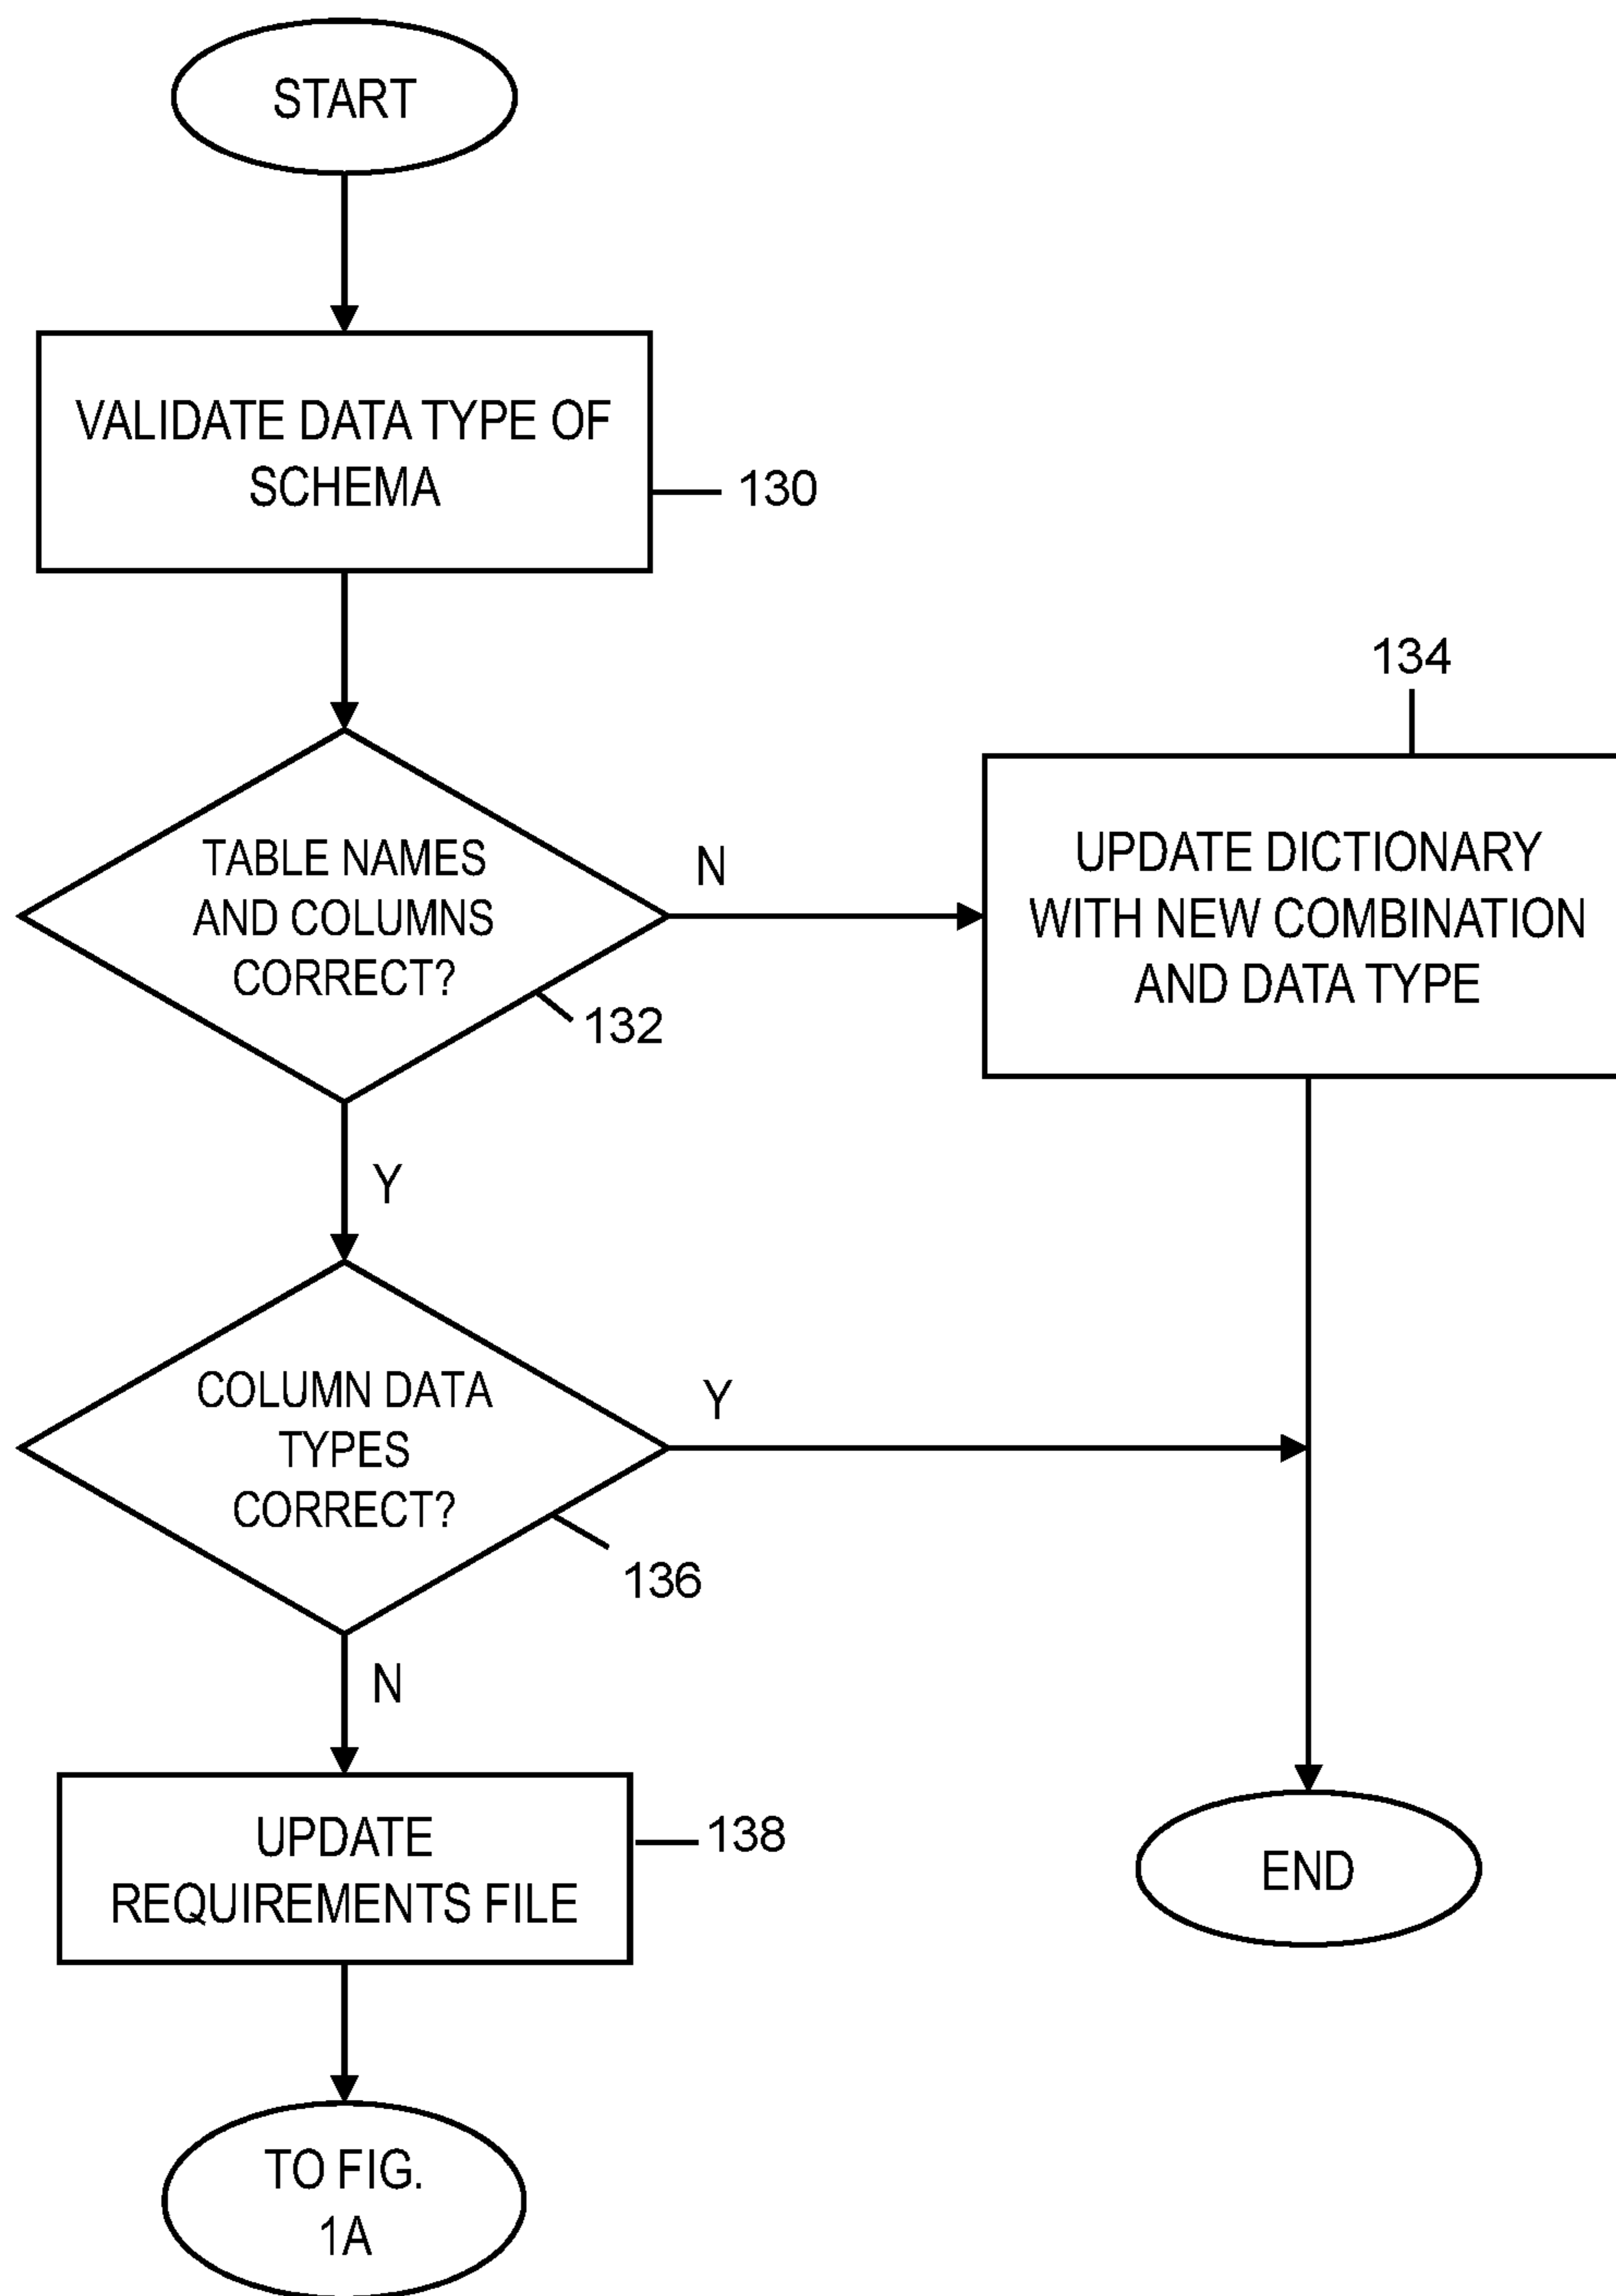 START
VALIDATE DATA TYPE OF
SCHEMA
130
134
TABLE NAMES
AND COLUMNS
CORRECT?
N
132
UPDATE DICTIONARY
WITH NEW COMBINATION
AND DATA TYPE
Y
COLUMN DATA
TYPES
CORRECT?
Y
136
N
UPDATE
REQUIREMENTS FILE
138
END
TO FIG.
1A